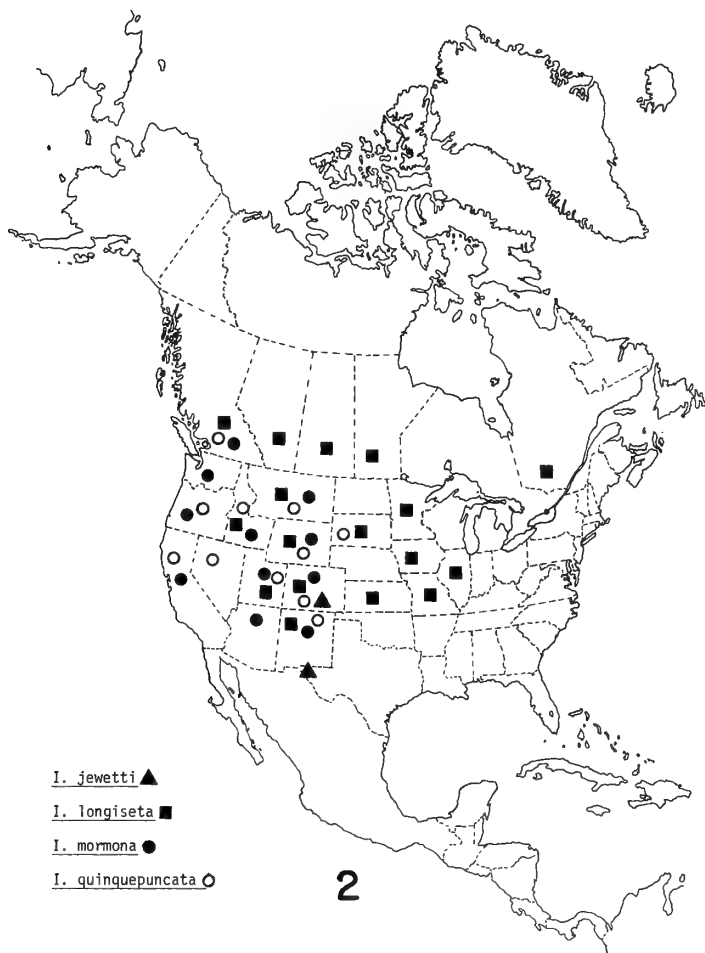 I. jewetti
I. longiseta
I. mormona
I. quinquepuncata
2